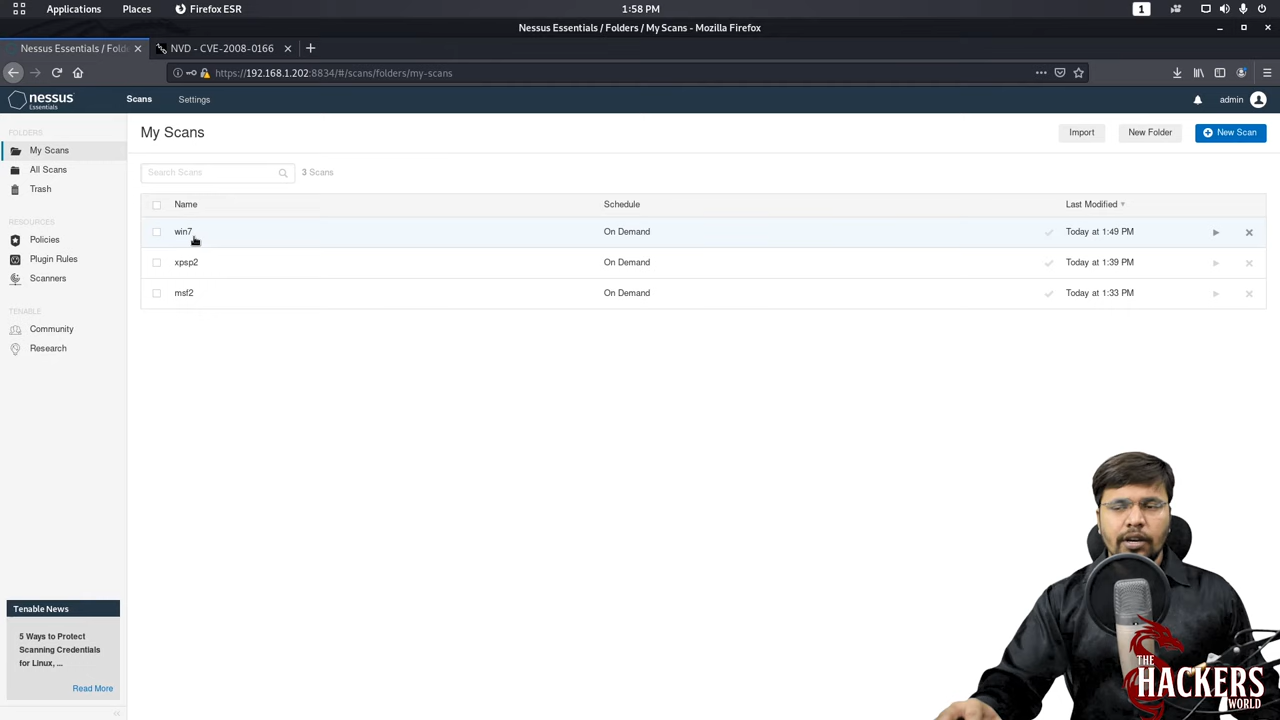 Applications Places Firefox ESR 1:58 PM 1
Nessus Essentials / Folders / My Scans - Mozilla Firefox
Nessus Essentials / Fold NVD - CVE-2008-0166
https://192.168.1.202:8834/#/scans/folders/my-scans
nessus Essentials Scans Settings admin
FOLDERS
My Scans
All Scans
Trash
RESOURCES
Policies
Plugin Rules
Scanners
TENABLE
Community
Research
Tenable News
5 Ways to Protect
Scanning Credentials
for Linux, ...
Read More
My Scans Import New Folder New Scan
Search Scans 3 Scans
Name Schedule Last Modified
win7 On Demand Today at 1:49 PM
xpsp2 On Demand Today at 1:39 PM
msf2 On Demand Today at 1:33 PM
THE
HACKERS
WORLD